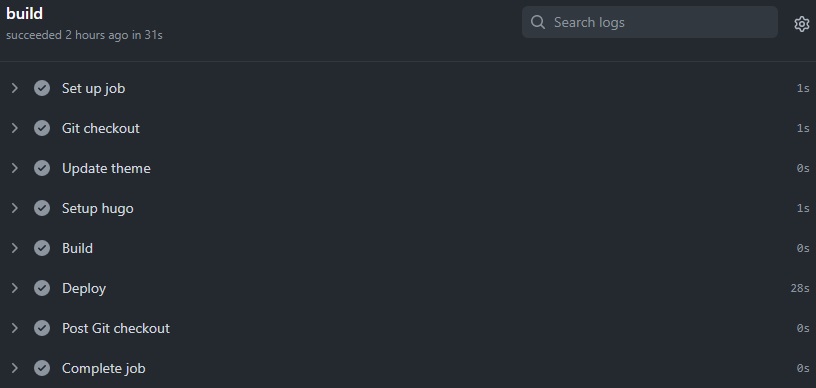 build
succeeded 2 hours ago in 31s
Search logs
Set up job 1s
Git checkout 1s
Update theme 0s
Setup hugo 1s
Build 0s
Deploy 28s
Post Git checkout 0s
Complete job 0s